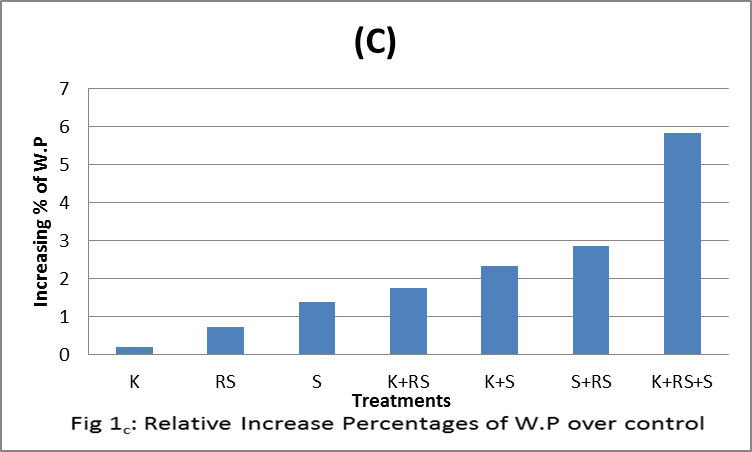 (C)
Increasing % of W.P
7
6
5
4
3
2
1
0
K RS S K+RS K+S S+RS K+RS+S
Treatments
Fig 1c: Relative Increase Percentages of W.P over control